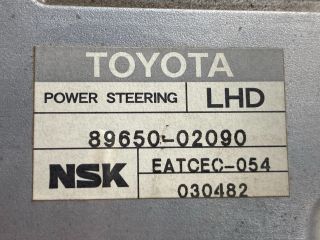 TOYOTA
POWER STEERING LHD
89650-02090
NSK EATCEC-054
030482